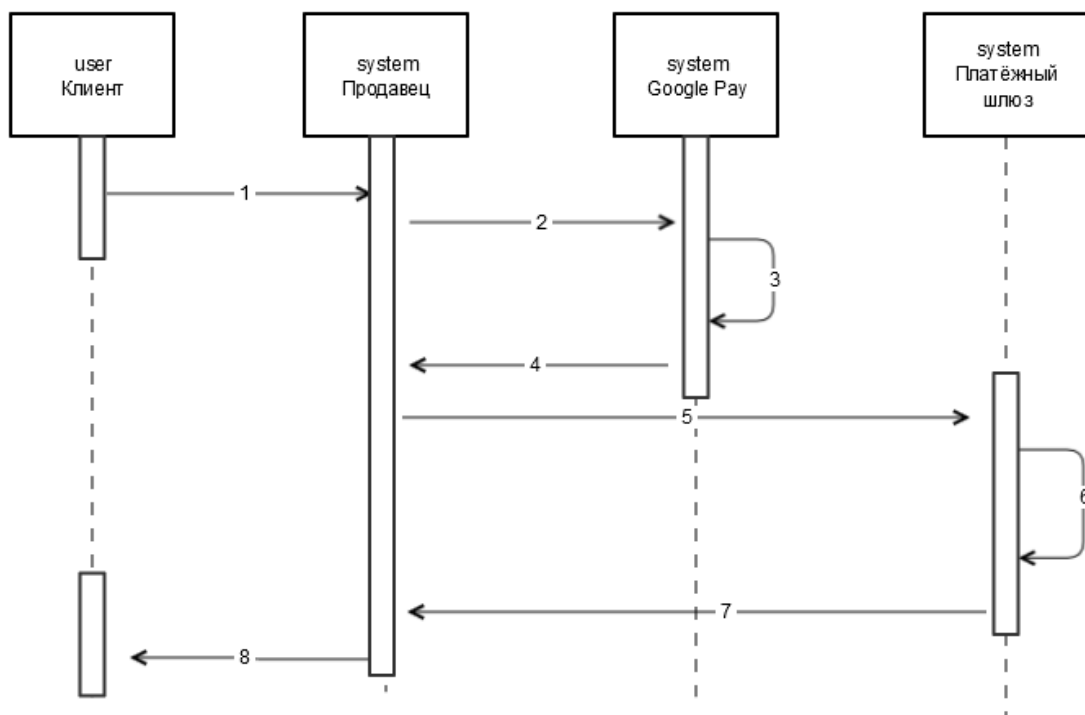 user
Клиент
system
Продавец
system
Google Pay
system
Платёжный
шлюз
1
2
3
4
5
6
7
8